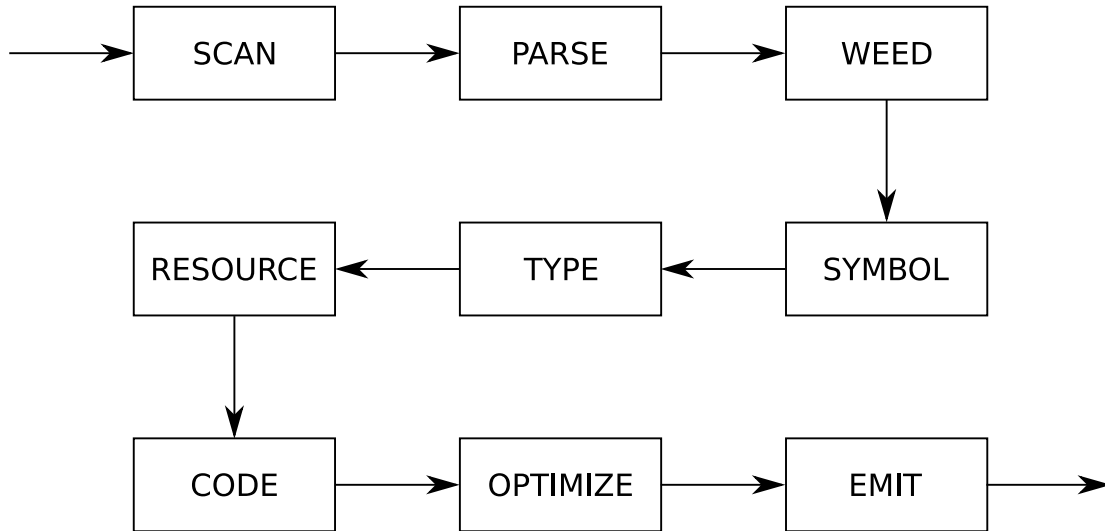 SCAN
PARSE
WEED
SYMBOL
TYPE
RESOURCE
CODE
OPTIMIZE
EMIT